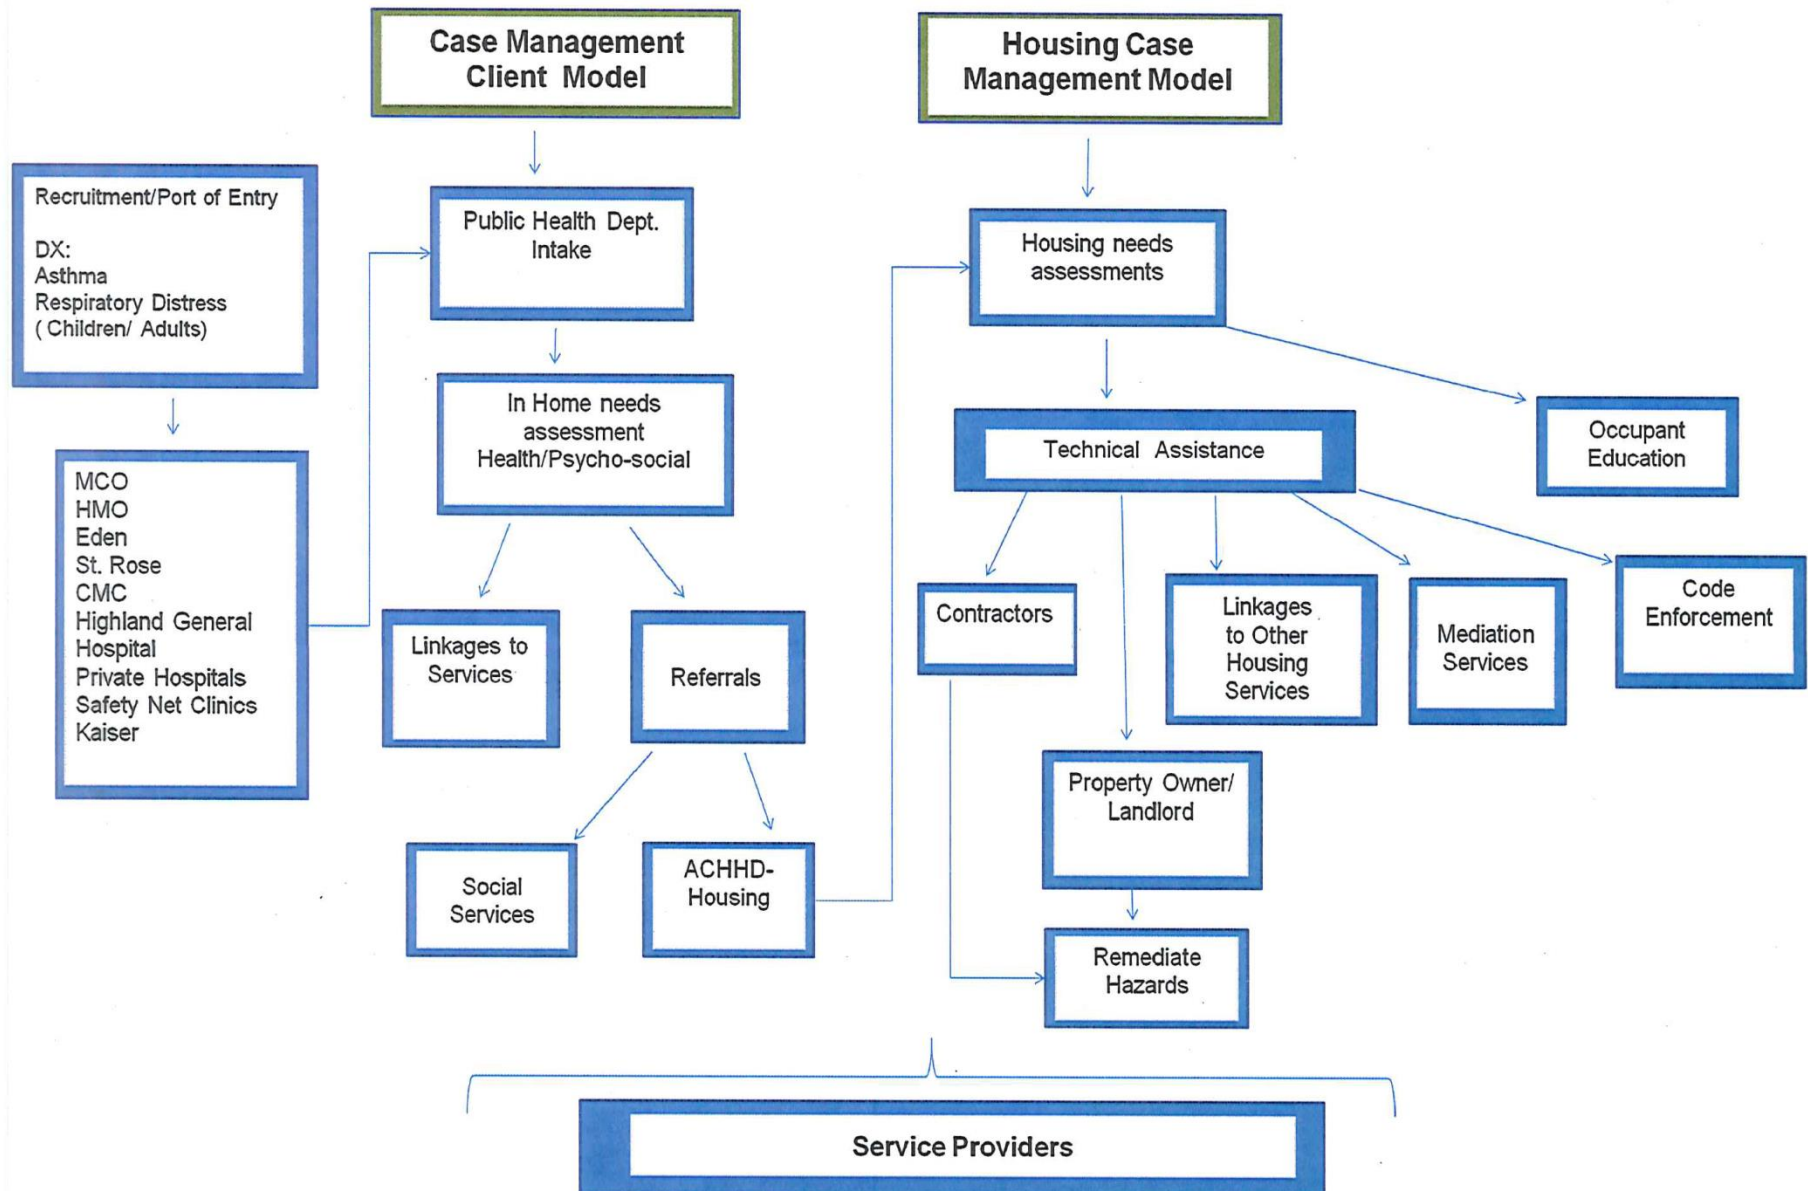 Case Management
Client Model
Housing Case
Management Model
Recruitment/Port of Entry
DX:
Asthma
Respiratory Distress
( Children/ Adults)
Public Health Dept.
Intake
Housing needs
assessments
In Home needs
assessment
Health/Psycho-social
Technical Assistance
Occupant
Education
MCO
HMO
Eden
St. Rose
CMC
Highland General
Hospital
Private Hospitals
Safety Net Clinics
Kaiser
Linkages to
Services
Referrals
Contractors
Linkages
to Other
Housing
Services
Mediation
Services
Code
Enforcement
Property Owner/
Landlord
Social
Services
ACHHD-
Housing
Remediate
Hazards
Service Providers